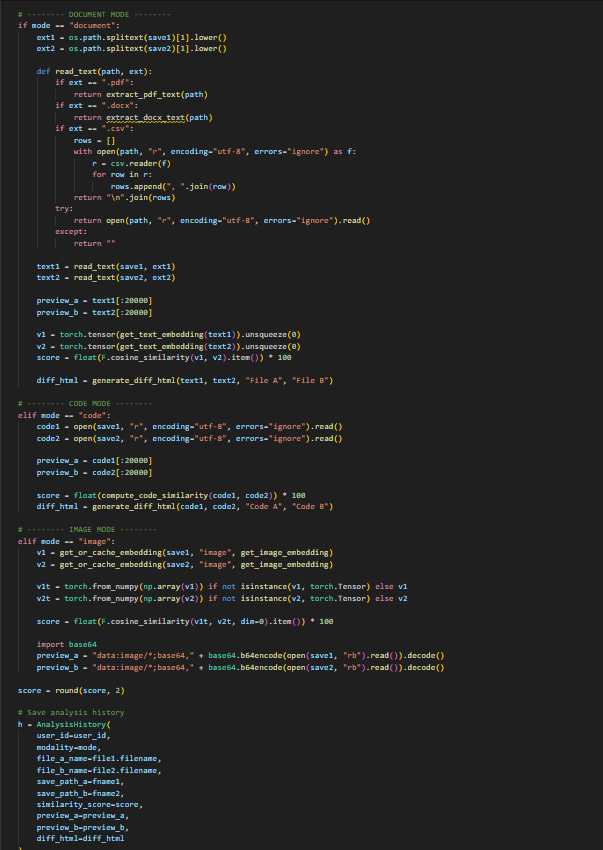 # -------- DOCUMENT MODE --------
if mode == "document":
    ext1 = os.path.splitext(save1)[1].lower()
    ext2 = os.path.splitext(save2)[1].lower()

    def read_text(path, ext):
        if ext == ".pdf":
            return extract_pdf_text(path)
        if ext == ".docx":
            return extract_docx_text(path)
        if ext == ".csv":
            rows = []
            with open(path, "r", encoding="utf-8", errors="ignore") as f:
                r = csv.reader(f)
                for row in r:
                    rows.append(", ".join(row))
            return "\n".join(rows)
        try:
            return open(path, "r", encoding="utf-8", errors="ignore").read()
        except:
            return ""

    text1 = read_text(save1, ext1)
    text2 = read_text(save2, ext2)

    preview_a = text1[:20000]
    preview_b = text2[:20000]

    v1 = torch.tensor(get_text_embedding(text1)).unsqueeze(0)
    v2 = torch.tensor(get_text_embedding(text2)).unsqueeze(0)
    score = float(F.cosine_similarity(v1, v2).item()) * 100

    diff_html = generate_diff_html(text1, text2, "File A", "File B")

# -------- CODE MODE --------
elif mode == "code":
    code1 = open(save1, "r", encoding="utf-8", errors="ignore").read()
    code2 = open(save2, "r", encoding="utf-8", errors="ignore").read()

    preview_a = code1[:20000]
    preview_b = code2[:20000]

    score = float(compute_code_similarity(code1, code2)) * 100
    diff_html = generate_diff_html(code1, code2, "Code A", "Code B")

# -------- IMAGE MODE --------
elif mode == "image":
    v1 = get_or_cache_embedding(save1, "image", get_image_embedding)
    v2 = get_or_cache_embedding(save2, "image", get_image_embedding)

    v1t = torch.from_numpy(np.array(v1)) if not isinstance(v1, torch.Tensor) else v1
    v2t = torch.from_numpy(np.array(v2)) if not isinstance(v2, torch.Tensor) else v2

    score = float(F.cosine_similarity(v1t, v2t, dim=0).item()) * 100

    import base64
    preview_a = "data:image/*;base64," + base64.b64encode(open(save1, "rb").read()).decode()
    preview_b = "data:image/*;base64," + base64.b64encode(open(save2, "rb").read()).decode()

score = round(score, 2)

# Save analysis history
h = AnalysisHistory(
    user_id=user_id,
    modality=mode,
    file_a_name=file1.filename,
    file_b_name=file2.filename,
    save_path_a=fname1,
    save_path_b=fname2,
    similarity_score=score,
    preview_a=preview_a,
    preview_b=preview_b,
    diff_html=diff_html